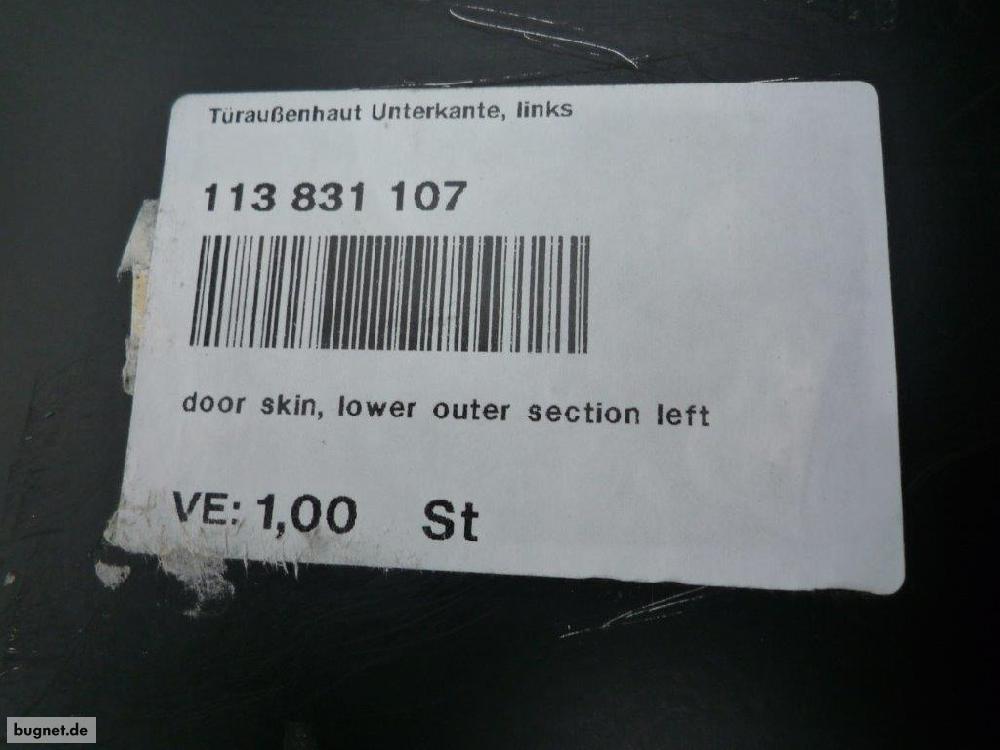 Türaußenhaut Unterkante, links
113 831 107
door skin, lower outer section left
VE: 1,00 St
bugnet.de